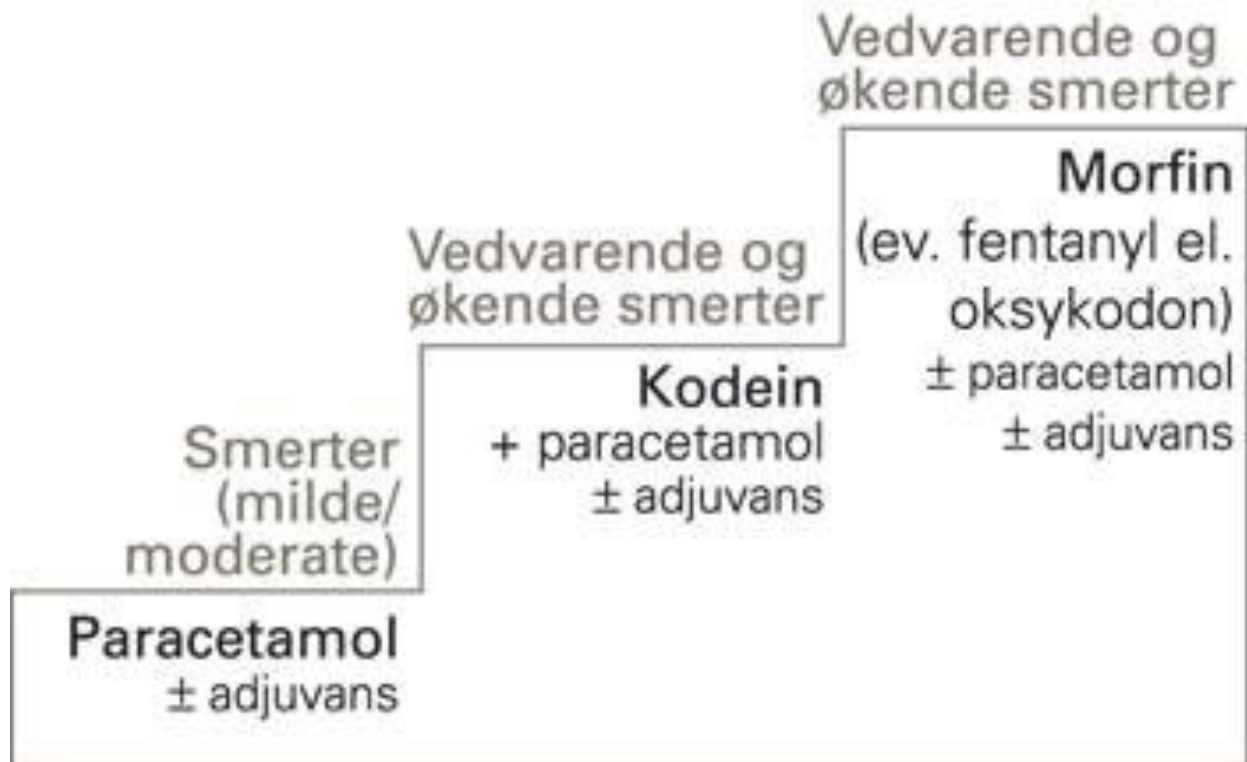 Smerter
(milde/
moderate)
Paracetamol
± adjuvans
Vedvarende og
økende smerter
Kodein
+ paracetamol
± adjuvans
Vedvarende og
økende smerter
Morfin
(ev. fentanyl el.
oksykodon)
± paracetamol
± adjuvans